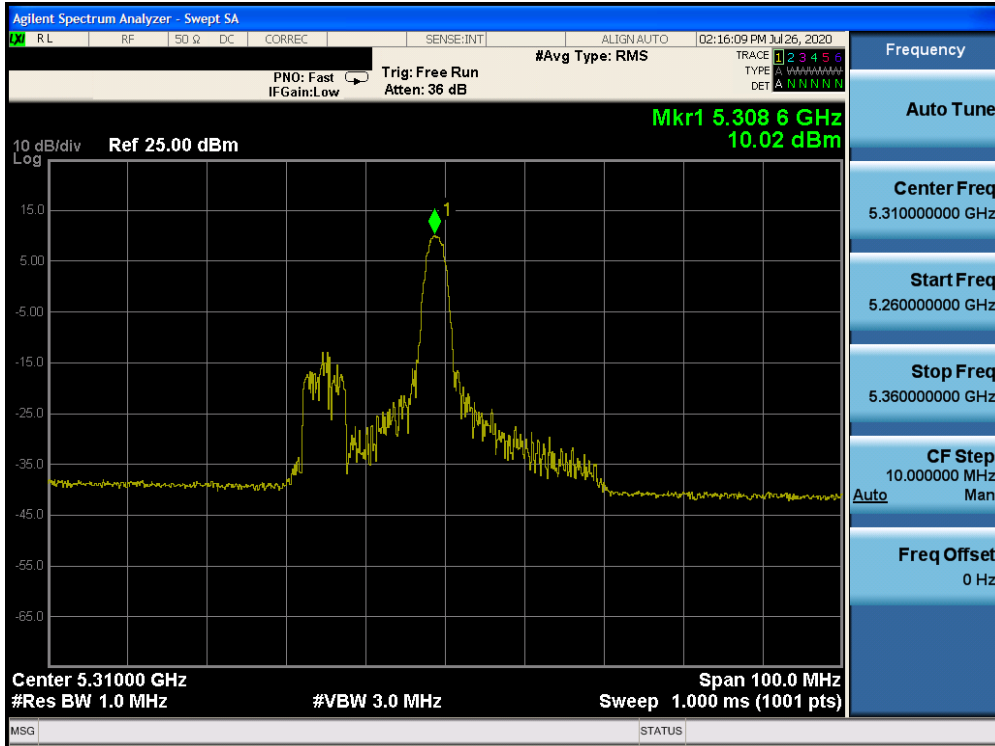 Agilent Spectrum Analyzer - Swept SA
LXI RL RF 50 Ω DC CORREC SENSE:INT ALIGN AUTO 02:16:09 PM Jul 26, 2020
#Avg Type: RMS
TRACE 1 2 3 4 5 6
PNO: Fast Trig: Free Run
TYPE A WWWWW
IFGain:Low Atten: 36 dB
DET A N N N N N
Mkr1 5.308 6 GHz
10.02 dBm
10 dB/div Ref 25.00 dBm
Log
1
15.0
5.00
-5.00
-15.0
-25.0
-35.0
-45.0
-55.0
-65.0
Center 5.31000 GHz Span 100.0 MHz
#Res BW 1.0 MHz #VBW 3.0 MHz Sweep 1.000 ms (1001 pts)
MSG STATUS
Frequency
Auto Tune
Center Freq
5.310000000 GHz
Start Freq
5.260000000 GHz
Stop Freq
5.360000000 GHz
CF Step
10.000000 MHz
Auto Man
Freq Offset
0 Hz